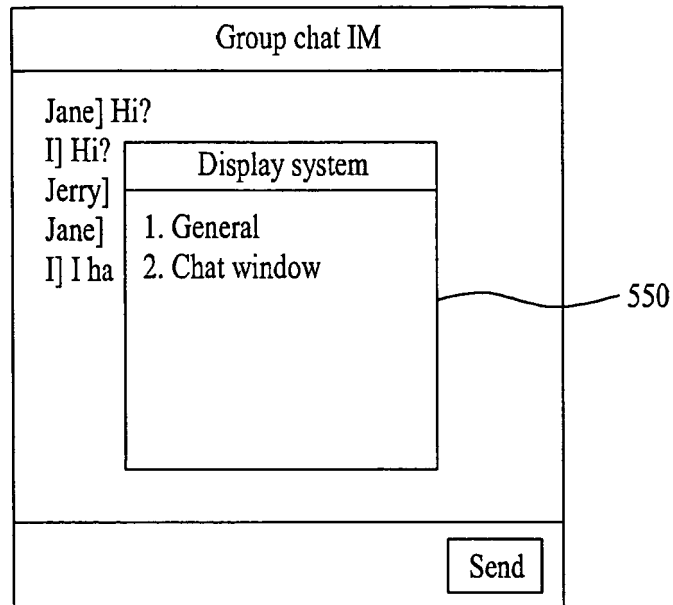 Group chat IM
Jane] Hi?
I] Hi?
Jerry]
Jane]
I] I ha
Display system
1. General
2. Chat window
550
Send